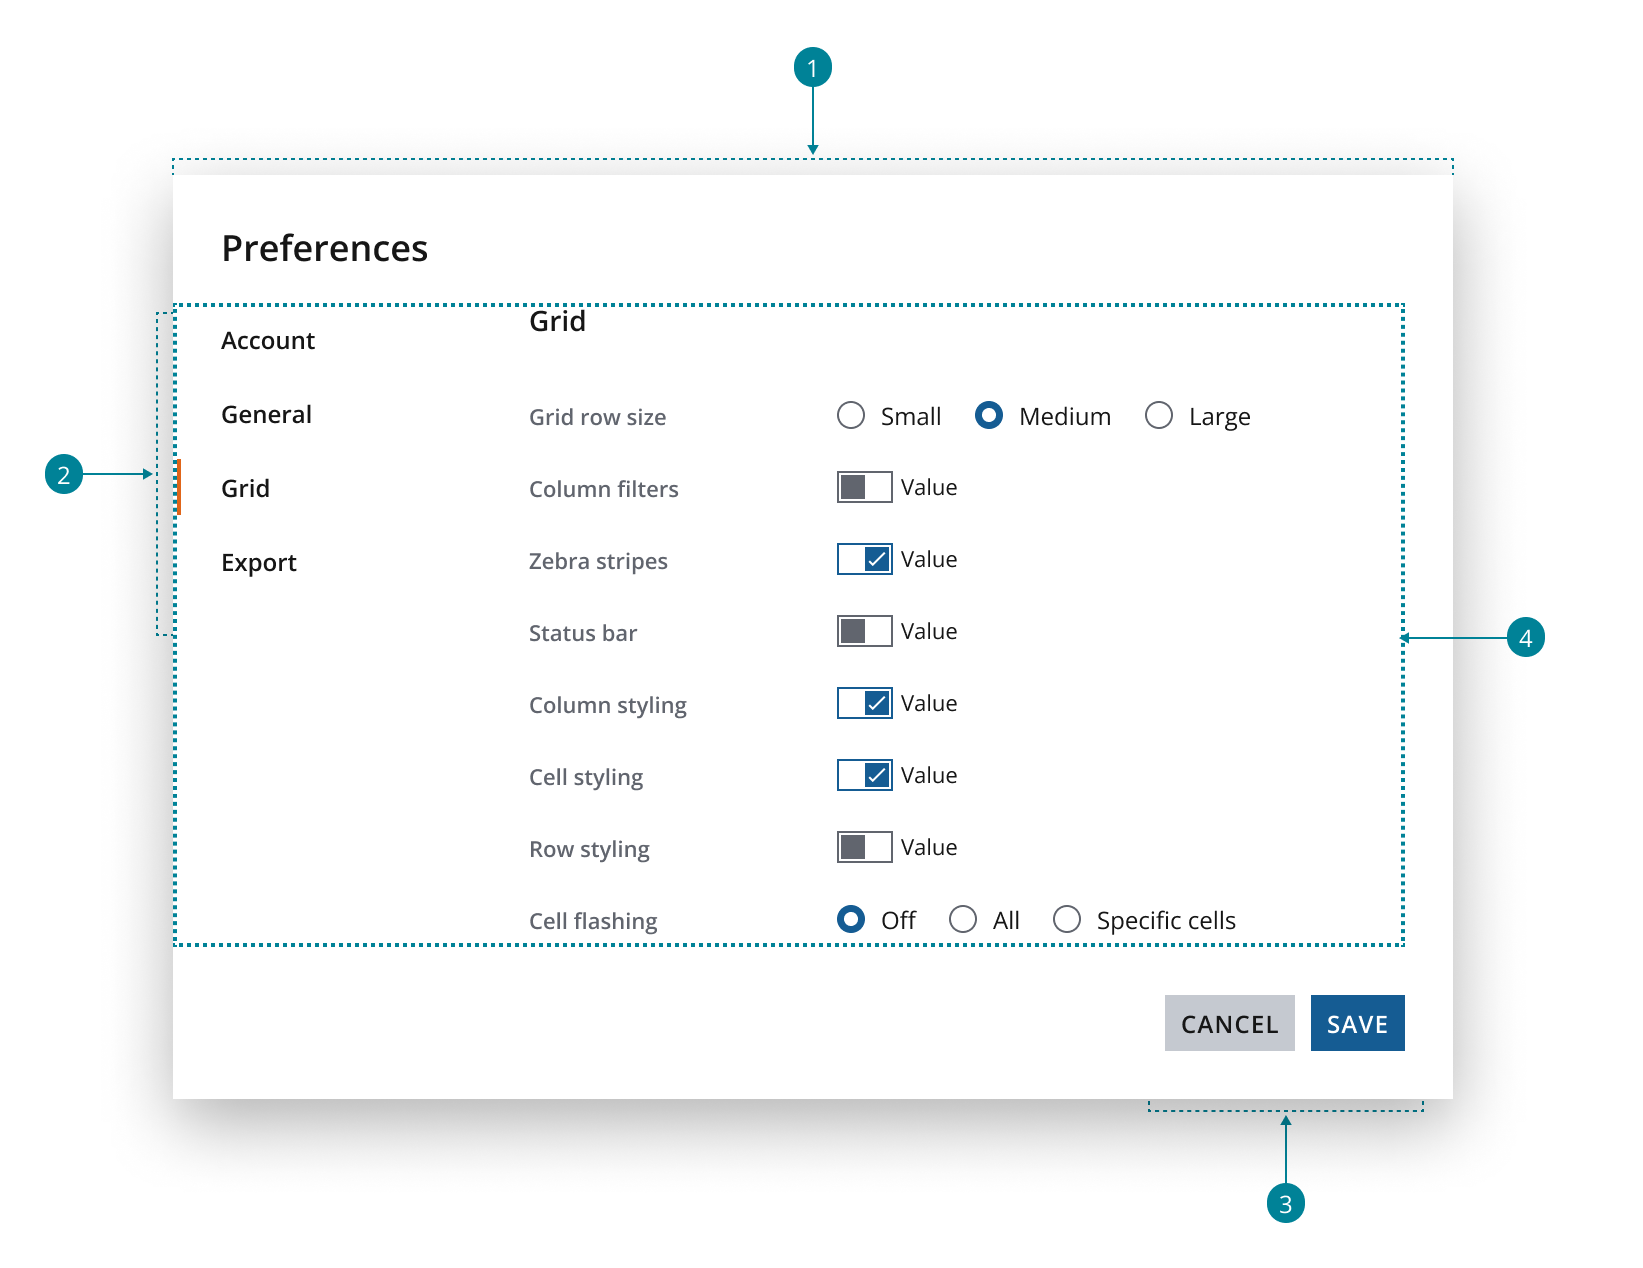 1
Preferences
2
Account
General
Grid
Export
Grid
Grid row size Small Medium Large
Column filters Value
Zebra stripes Value
Status bar Value
Column styling Value
Cell styling Value
Row styling Value
Cell flashing Off All Specific cells
4
CANCEL SAVE
3